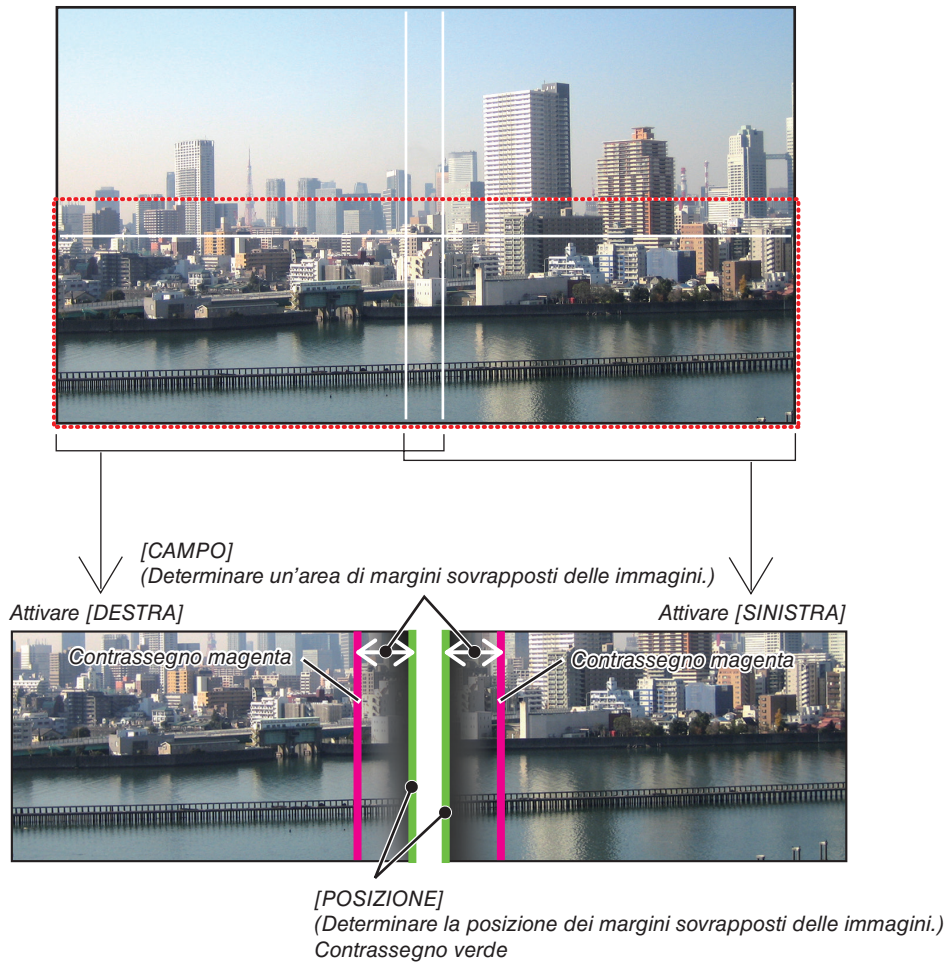 [CAMPO]
(Determinare un'area di margini sovrapposti delle immagini.)
Attivare [DESTRA]
Attivare [SINISTRA]
Contrassegno magenta
Contrassegno magenta
[POSIZIONE]
(Determinare la posizione dei margini sovrapposti delle immagini.)
Contrassegno verde